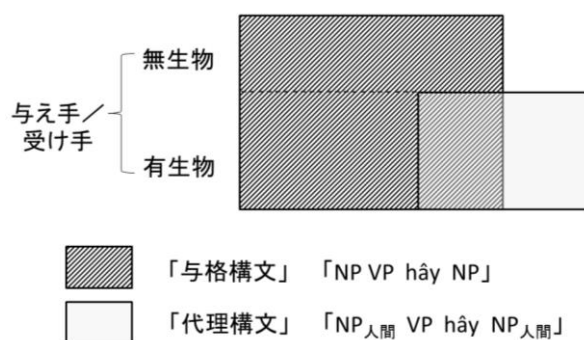 無生物
与え手／
受け手
有生物
「与格構文」 「NP VP hây NP」
「代理構文」 「NP人間 VP hây NP人間」